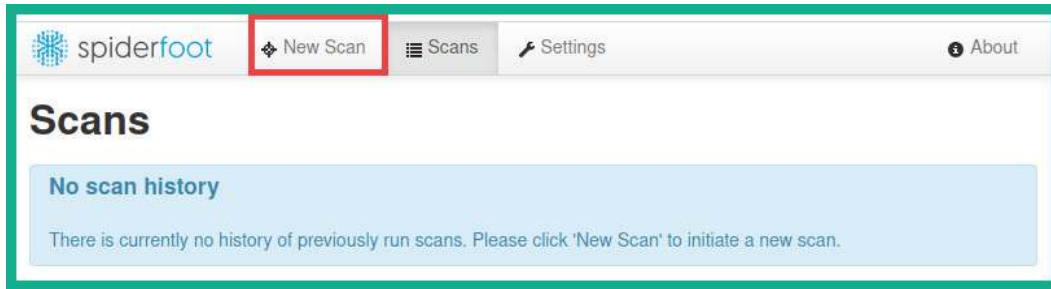 spiderfoot New Scan Scans Settings About
Scans
No scan history
There is currently no history of previously run scans. Please click 'New Scan' to initiate a new scan.